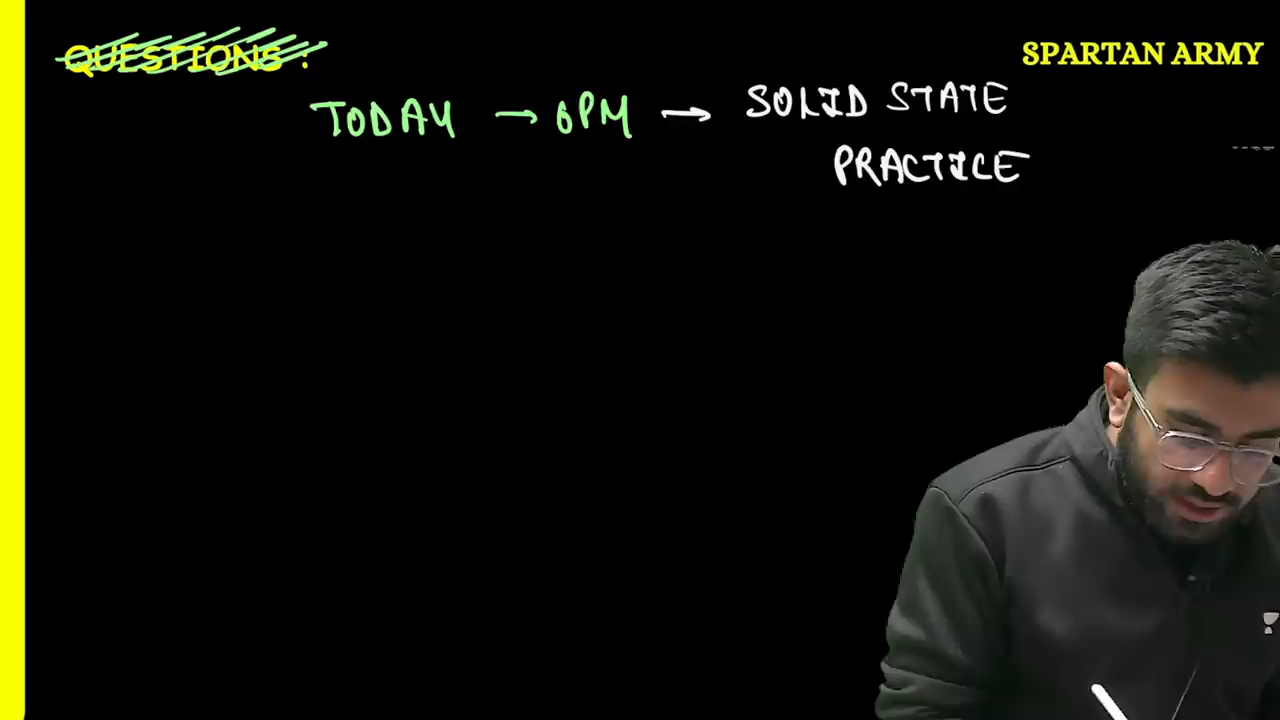 QUESTIONS :
SPARTAN ARMY
TODAY → 6PM → SOLID STATE
PRACTICE